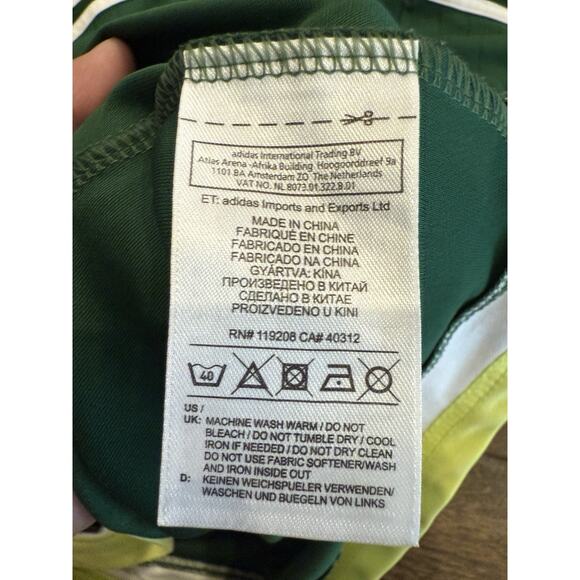 adidas International Trading BV
Atlas Arena -Afrika Building Hoogoorddreef 9a
1101 BA Amsterdam ZO The Netherlands
VAT NO. NL 8073.01.322.B.01
ET: adidas Imports and Exports Ltd
MADE IN CHINA
FABRIQUÉ EN CHINE
FABRICADO EN CHINA
FABRICADO NA CHINA
GYÁRTVA: KÍNA
ПРОИЗВЕДЕНО В КИТАЙ
СДЕЛАНО В КИТАЕ
PROIZVEDENO U KINI
RN# 119208 CA# 40312
40
US /
UK: MACHINE WASH WARM / DO NOT
BLEACH / DO NOT TUMBLE DRY / COOL
IRON IF NEEDED / DO NOT DRY CLEAN
DO NOT USE FABRIC SOFTENER/WASH
AND IRON INSIDE OUT
D: KEINEN WEICHSPUELER VERWENDEN/
WASCHEN UND BUEGELN VON LINKS